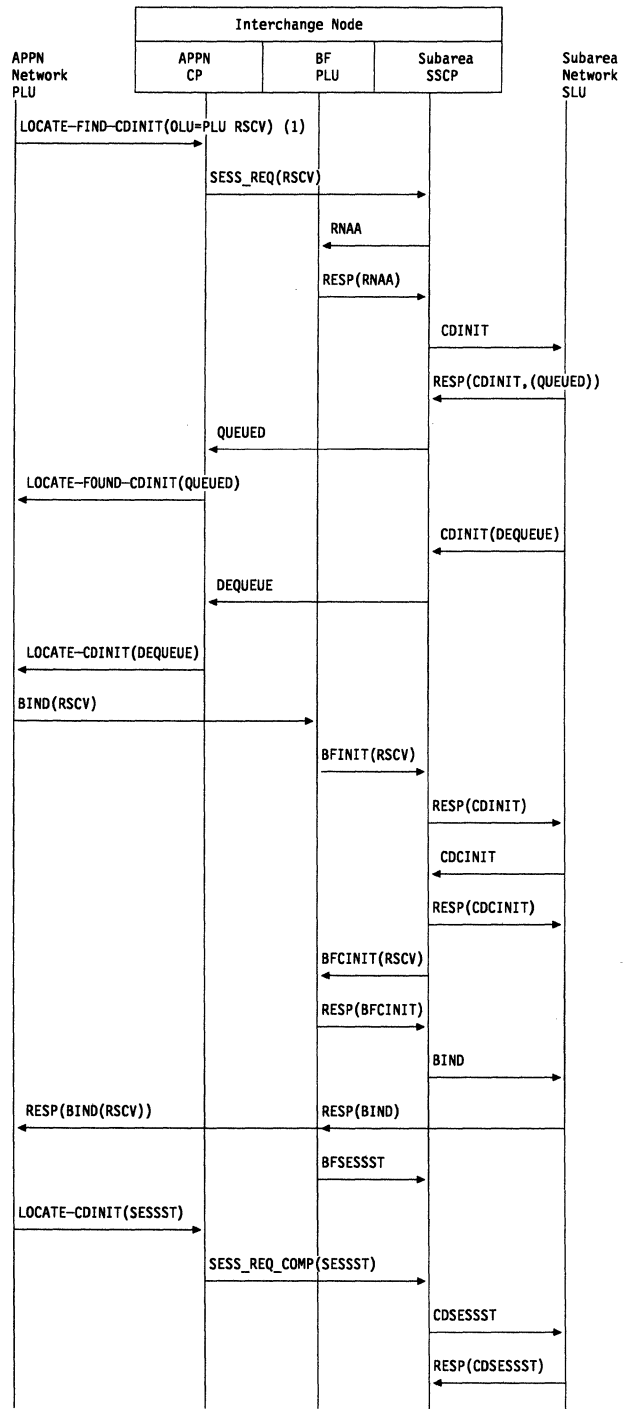 Interchange Node
APPN
Network
PLU
APPN
CP
BF
PLU
Subarea
SSCP
Subarea
Network
SLU
LOCATE—FIND—CDINIT(OLU=PLU RSCV) (1)
SESS_REQ(RSCV)
RNAA
RESP(RNAA)
CDINIT
RESP(CDINIT,(QUEUED))
QUEUED
LOCATE—FOUND—CDINIT(QUEUED)
CDINIT(DEQUEUE)
DEQUEUE
LOCATE—CDINIT(DEQUEUE)
BIND(RSCV)
BFINIT(RSCV)
RESP(CDINIT)
CDCINIT
RESP(CDCINIT)
BFCINIT(RSCV)
RESP(BFCINIT)
BIND
RESP(BIND(RSCV)) RESP(BIND)
BFSESSST
LOCATE—CDINIT(SESSST)
SESS_REQ_COMP(SESSST)
CDSESSST
RESP(CDSESSST)